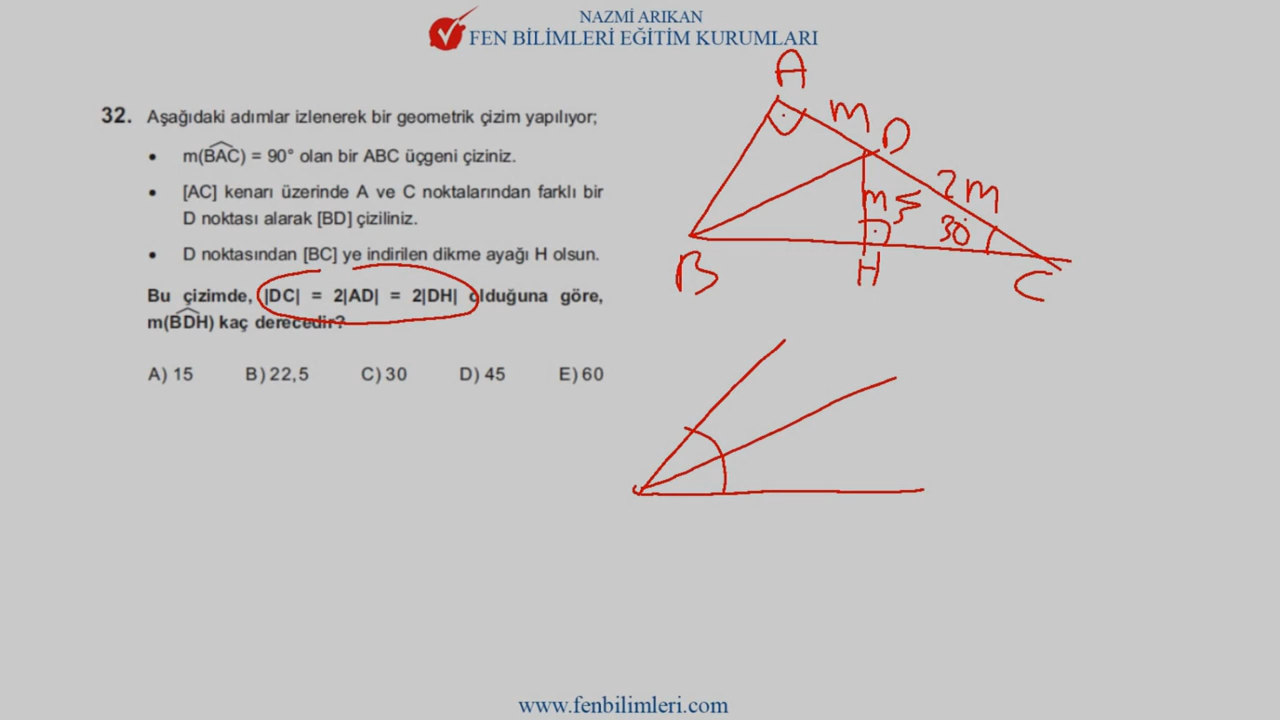 NAZMİ ARIKAN
FEN BİLİMLERİ EĞİTİM KURUMLARI
32. Aşağıdaki adımlar izlenerek bir geometrik çizim yapılıyor;
• m(BAC) = 90° olan bir ABC üçgeni çiziniz.
• [AC] kenarı üzerinde A ve C noktalarından farklı bir
D noktası alarak [BD] çiziliniz.
• D noktasından [BC] ye indirilen dikme ayağı H olsun.
Bu çizimde, |DC| = 2|AD| = 2|DH| olduğuna göre,
m(BDH) kaç derecedir?
A) 15 B) 22,5 C) 30 D) 45 E) 60
A
m
D
2m
m
30°
B
H
C
www.fenbilimleri.com